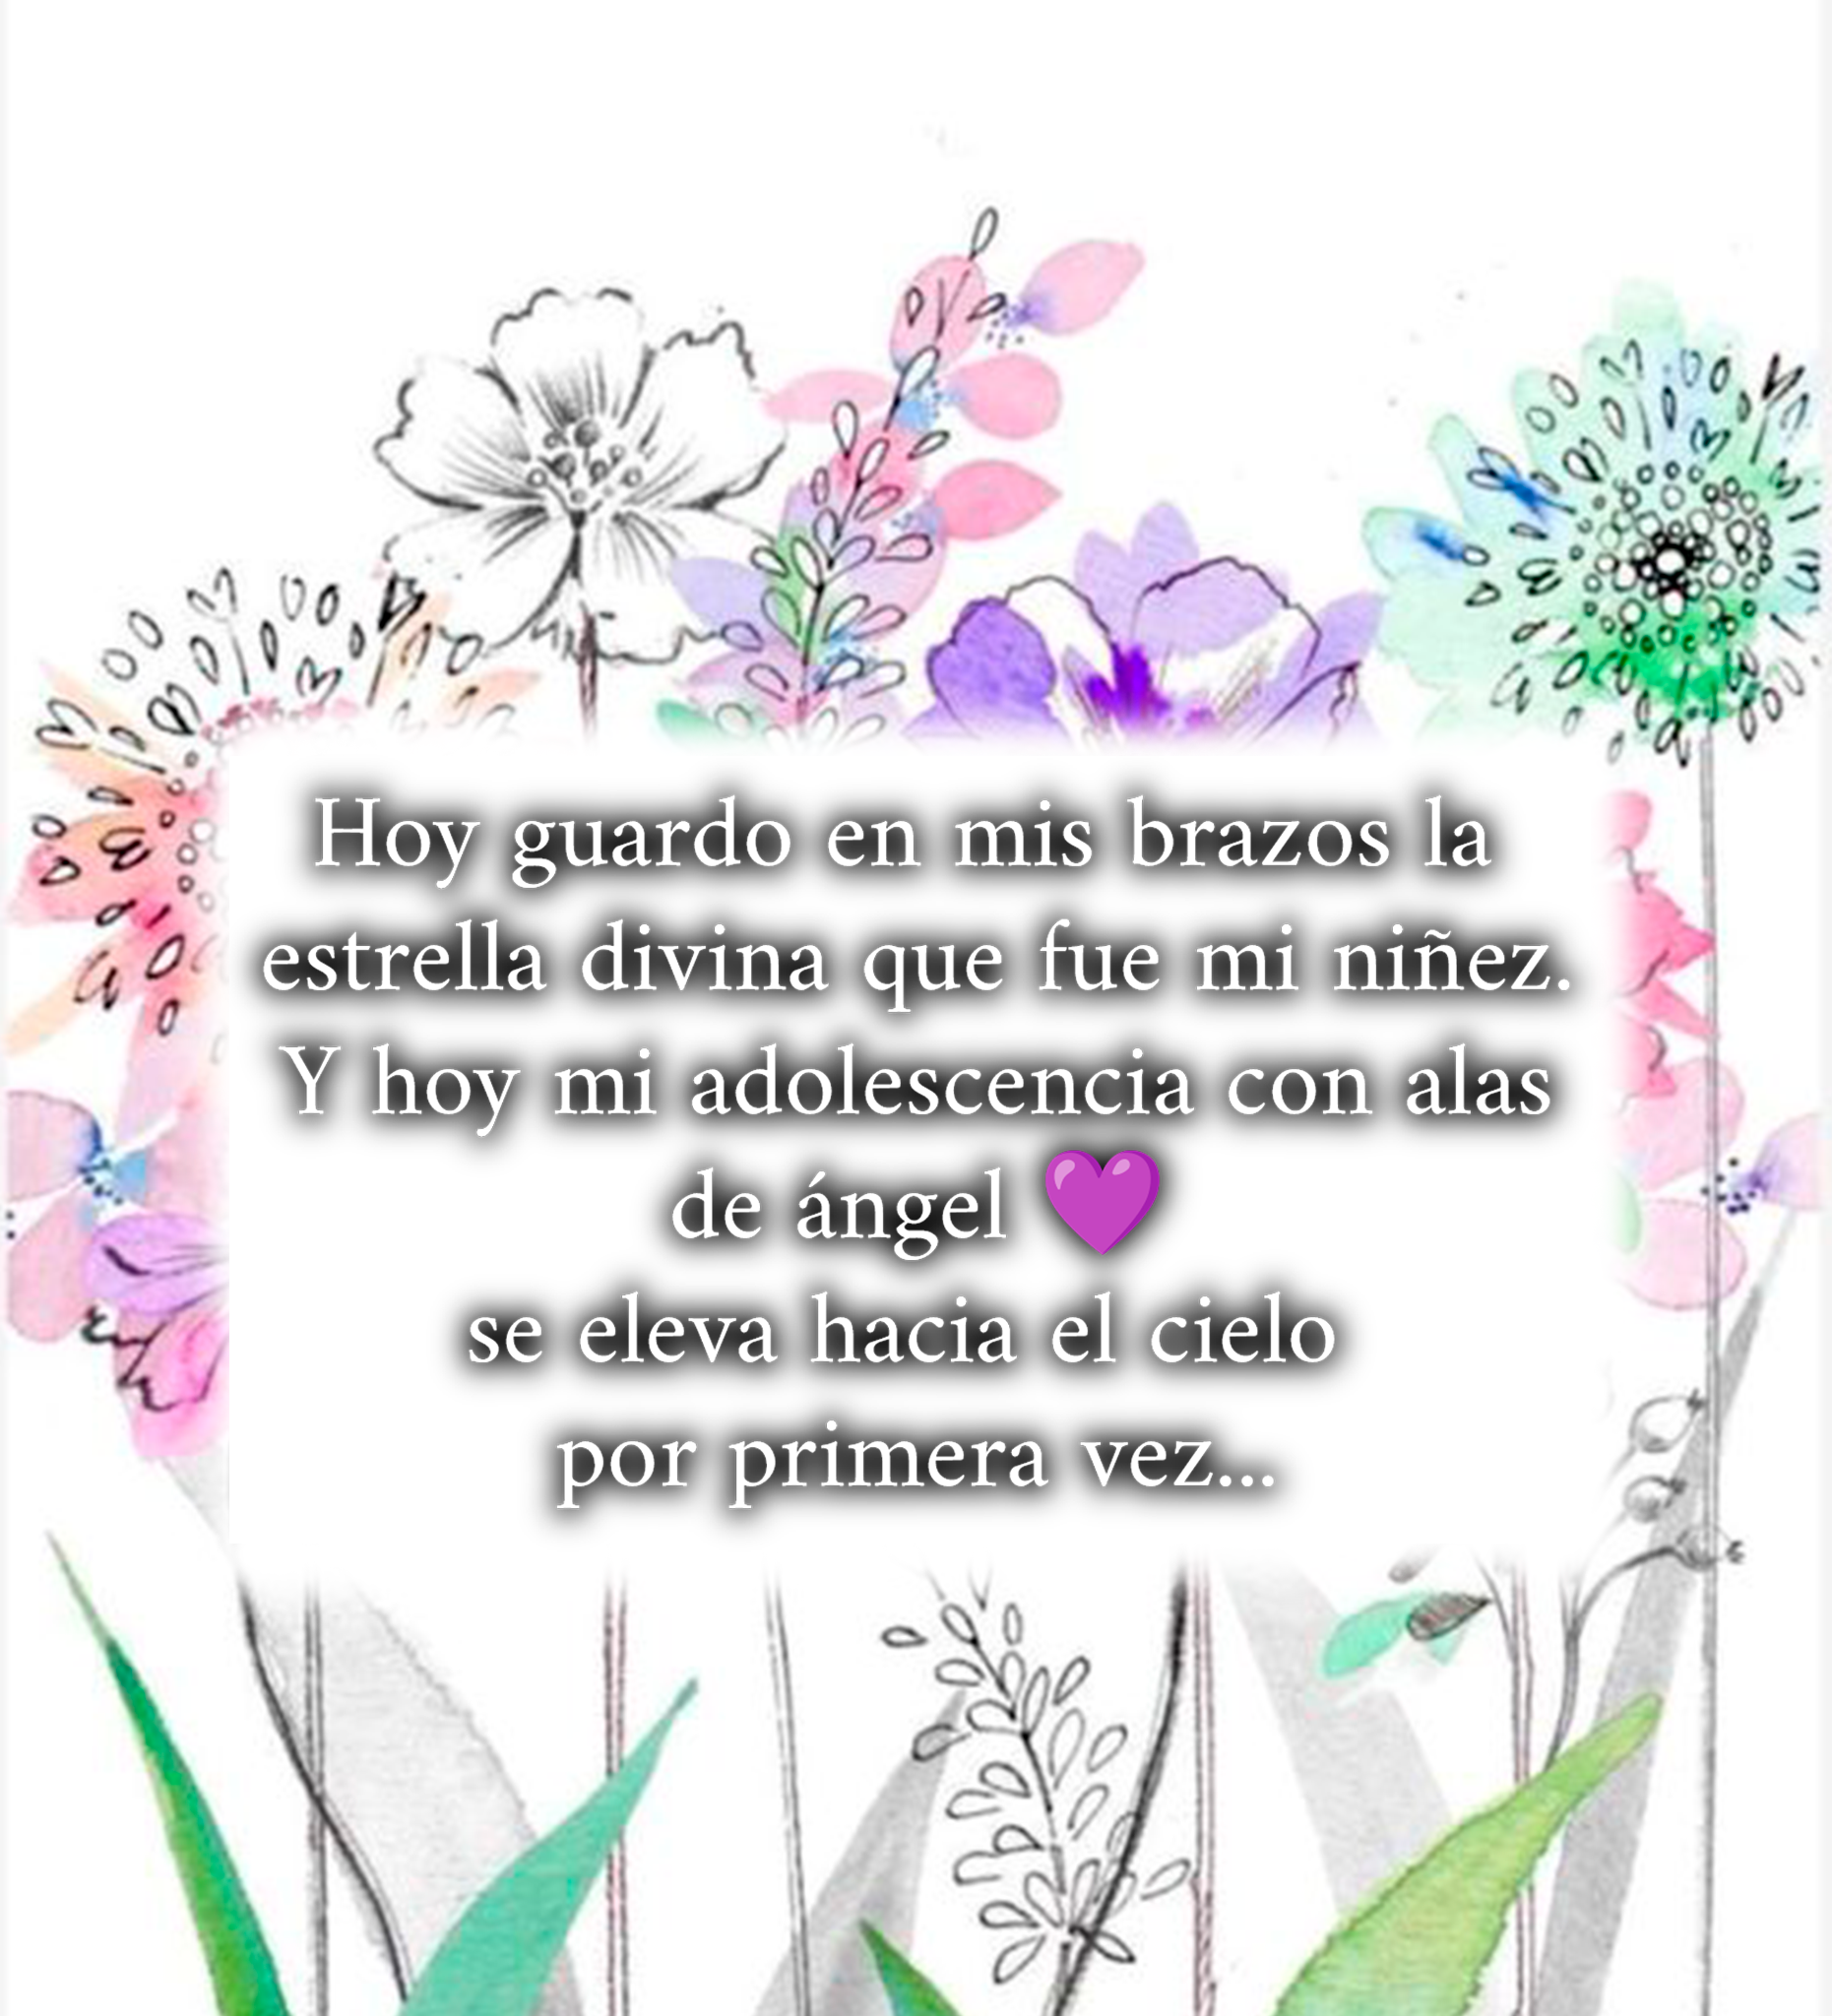 Hoy guardo en mis brazos la
estrella divina que fue mi niñez.
Y hoy mi adolescencia con alas
de ángel 💜
se eleva hacia el cielo
por primera vez...